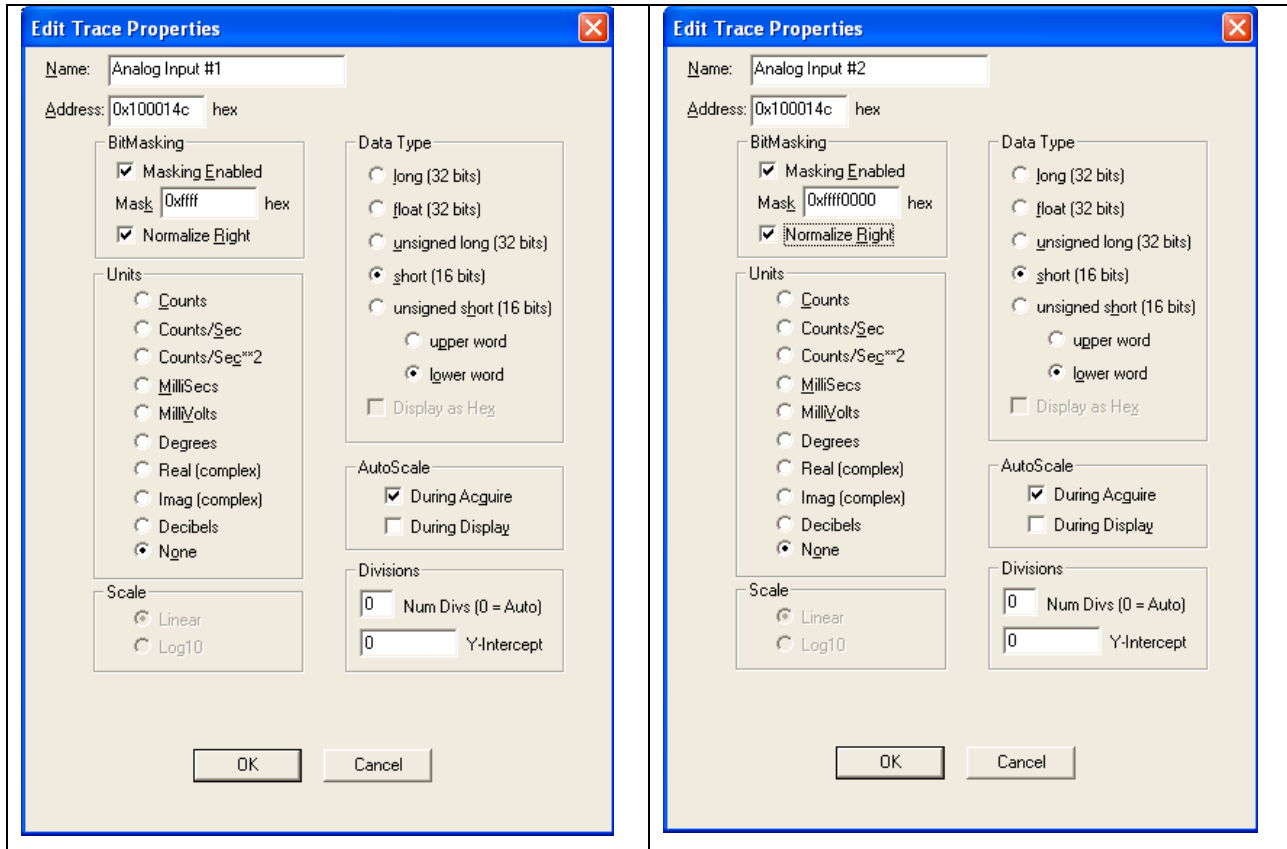 Edit Trace Properties
Name: Analog Input #1
Address: 0x100014c hex
BitMasking
Masking Enabled
Mask 0xffff hex
Normalize Right
Units
Counts
Counts/Sec
Counts/Sec**2
MilliSecs
MilliVolts
Degrees
Real (complex)
Imag (complex)
Decibels
None
Scale
Linear
Log10
Data Type
long (32 bits)
float (32 bits)
unsigned long (32 bits)
short (16 bits)
unsigned short (16 bits)
upper word
lower word
Display as Hex
AutoScale
During Acquire
During Display
Divisions
0 Num Divs (0 = Auto)
0 Y-Intercept
OK Cancel
Edit Trace Properties
Name: Analog Input #2
Address: 0x100014c hex
BitMasking
Masking Enabled
Mask 0xffff0000 hex
Normalize Right
Units
Counts
Counts/Sec
Counts/Sec**2
MilliSecs
MilliVolts
Degrees
Real (complex)
Imag (complex)
Decibels
None
Scale
Linear
Log10
Data Type
long (32 bits)
float (32 bits)
unsigned long (32 bits)
short (16 bits)
unsigned short (16 bits)
upper word
lower word
Display as Hex
AutoScale
During Acquire
During Display
Divisions
0 Num Divs (0 = Auto)
0 Y-Intercept
OK Cancel